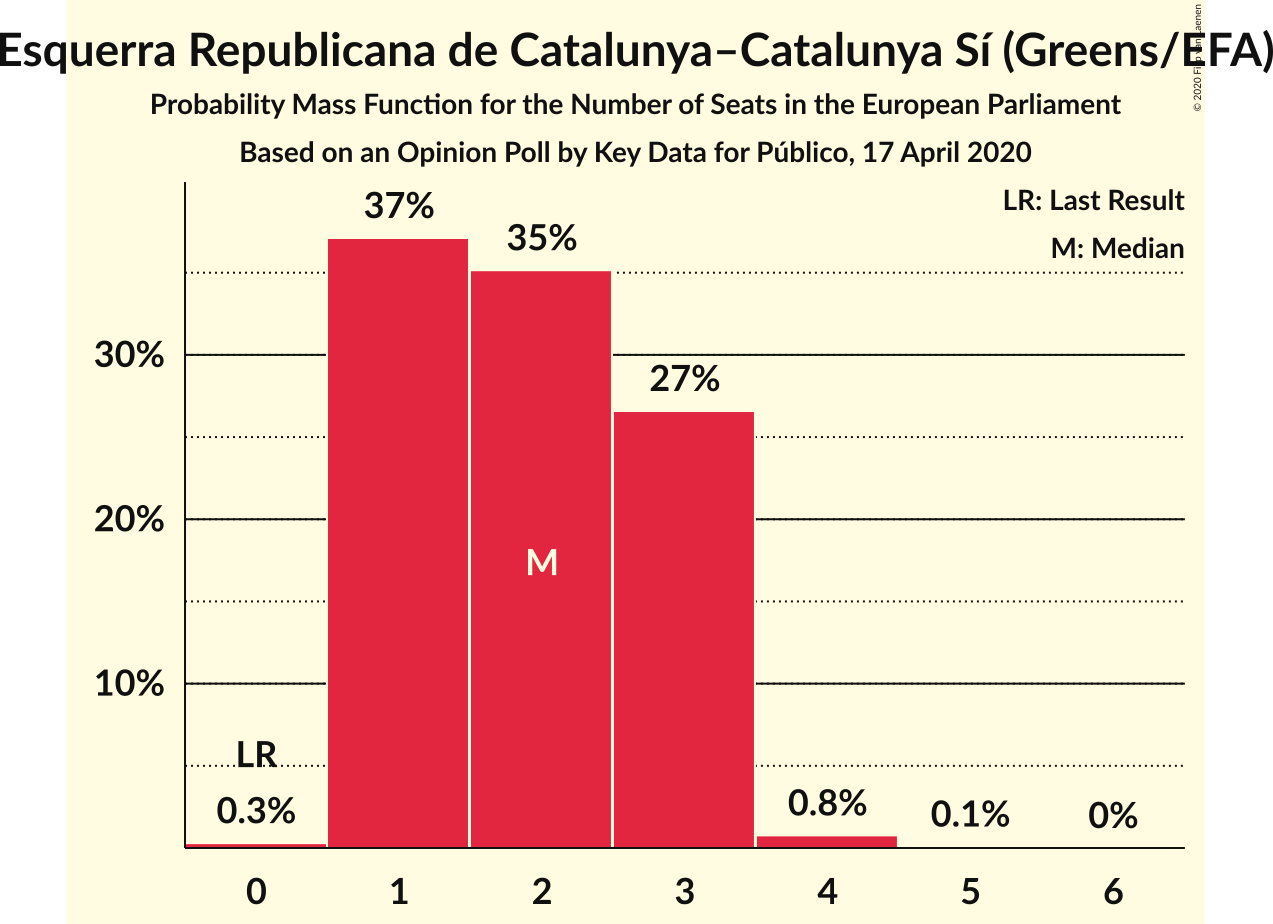 Esquerra Republicana de Catalunya–Catalunya Sí (Greens/EFA)
Probability Mass Function for the Number of Seats in the European Parliament
Based on an Opinion Poll by Key Data for Público, 17 April 2020
LR: Last Result
M: Median
37%
35%
30%
27%
20%
M
10%
LR
0.3%
0.8%
0.1%
0%
0 1 2 3 4 5 6
© 2020